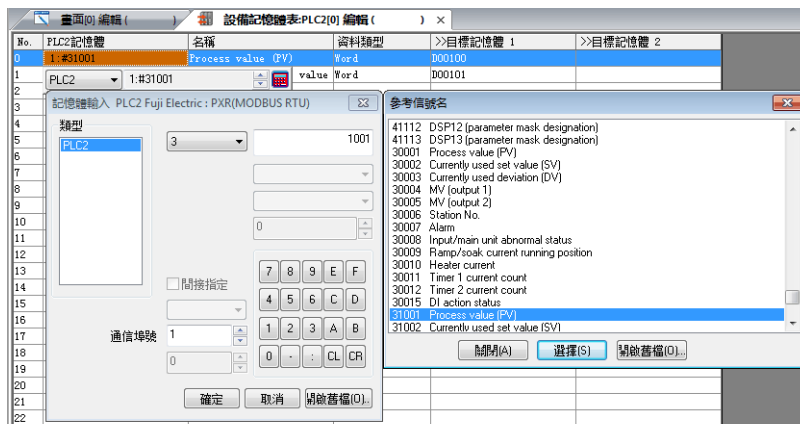 畫面[0] 編輯 ( ) 設備記憶體表:PLC2[0] 編輯 ( ) ×
No. PLC2記憶體 名稱 資料類型 >>目標記憶體 1 >>目標記憶體 2
0 1:#31001 Process value (PV) Word D00100
1 PLC2 1:#31001 value Word D00101
2
3
4
5
6
7
8
9
10
11
12
13
14
15
16
17
18
19
20
21
22
記憶體輸入 PLC2 Fuji Electric : PXR(MODBUS RTU)
類型
PLC2
3
1001
0
間接指定
7 8 9 E F
4 5 6 C D
1 2 3 A B
0 - : CL CR
通信埠號 1
0
確定 取消 開啟舊檔(O)...
參考信號名
41112 DSP12 (parameter mask designation)
41113 DSP13 (parameter mask designation)
30001 Process value (PV)
30002 Currently used set value (SV)
30003 Currently used deviation (DV)
30004 MV (output 1)
30005 MV (output 2)
30006 Station No.
30007 Alarm
30008 Input/main unit abnormal status
30009 Ramp/soak current running position
30010 Heater current
30011 Timer 1 current count
30012 Timer 2 current count
30015 DI action status
31001 Process value (PV)
31002 Currently used set value (SV)
關閉(A) 選擇(S) 開啟舊檔(O)...